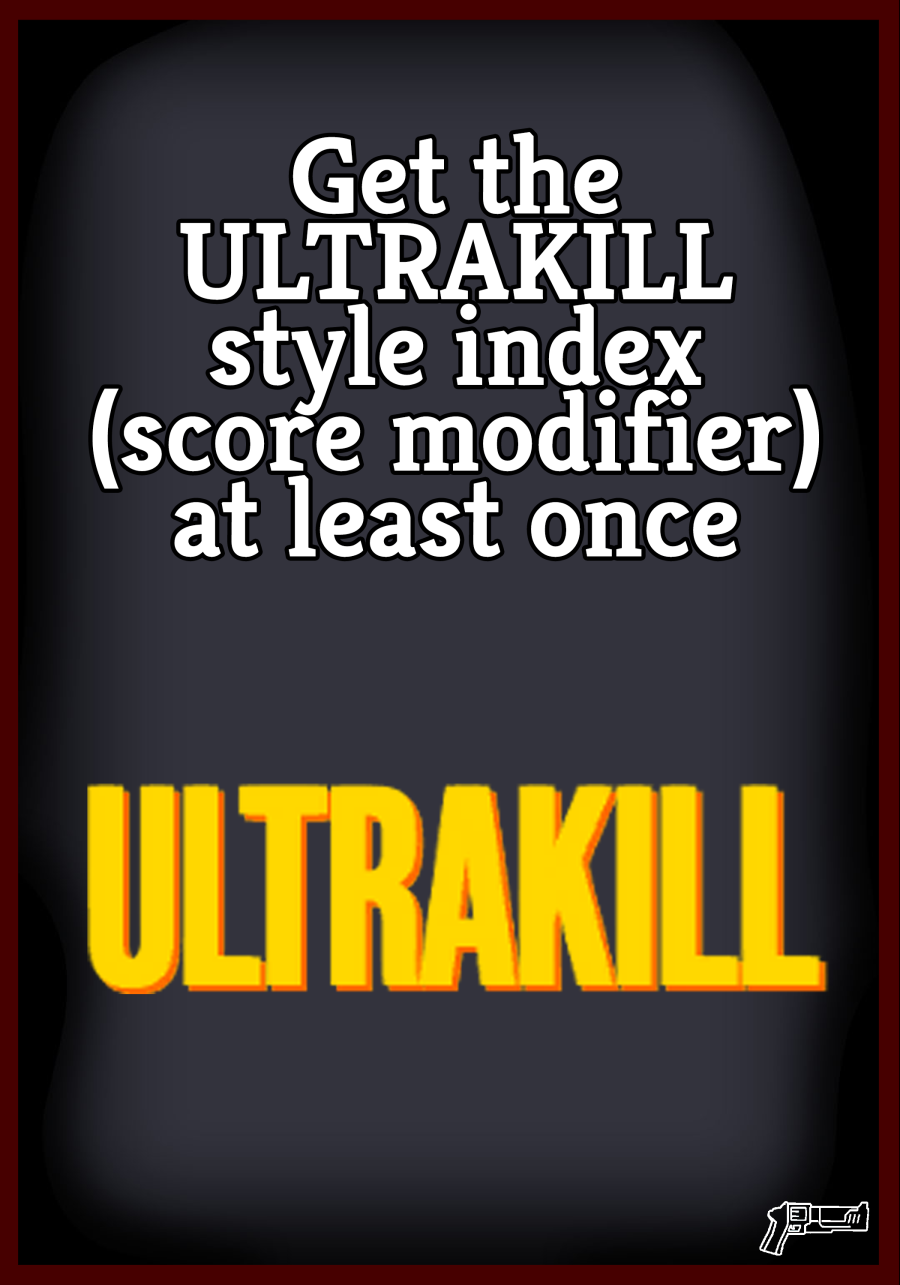 Get the
ULTRAKILL
style index
(score modifier)
at least once
ULTRAKILL